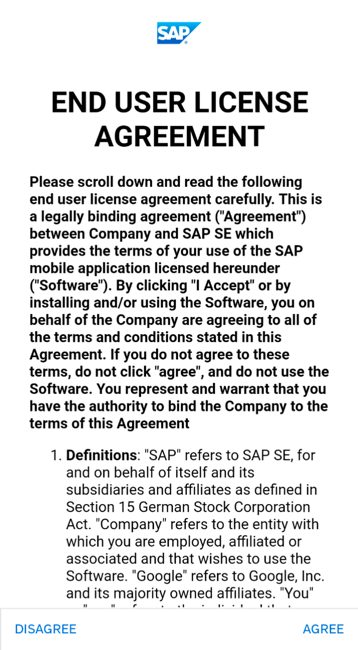 SAP
END USER LICENSE
AGREEMENT
Please scroll down and read the following
end user license agreement carefully. This is
a legally binding agreement ("Agreement")
between Company and SAP SE which
provides the terms of your use of the SAP
mobile application licensed hereunder
("Software"). By clicking "I Accept" or by
installing and/or using the Software, you on
behalf of the Company are agreeing to all of
the terms and conditions stated in this
Agreement. If you do not agree to these
terms, do not click "agree", and do not use the
Software. You represent and warrant that you
have the authority to bind the Company to the
terms of this Agreement
1. Definitions: "SAP" refers to SAP SE, for
and on behalf of itself and its
subsidiaries and affiliates as defined in
Section 15 German Stock Corporation
Act. "Company" refers to the entity with
which you are employed, affiliated or
associated and that wishes to use the
Software. "Google" refers to Google, Inc.
and its majority owned affiliates. "You"
DISAGREE AGREE